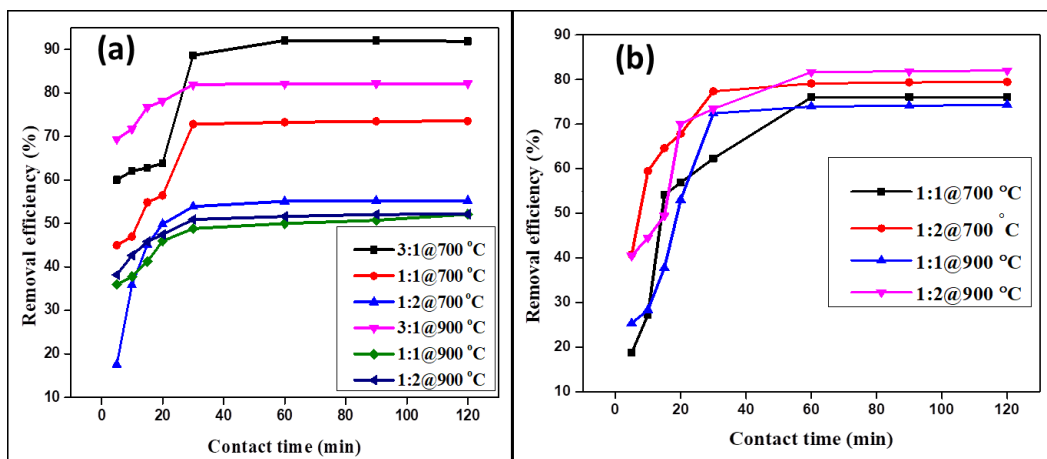 (a)
Removal efficiency (%)
90
80
70
60
50
40
30
20
10
3:1@700 °C
1:1@700 °C
1:2@700 °C
3:1@900 °C
1:1@900 °C
1:2@900 °C
0 20 40 60 80 100 120
Contact time (min)
(b)
Removal efficiency (%)
90
80
70
60
50
40
30
20
10
1:1@700 °C
1:2@700 °C
1:1@900 °C
1:2@900 °C
0 20 40 60 80 100 120
Contact time (min)